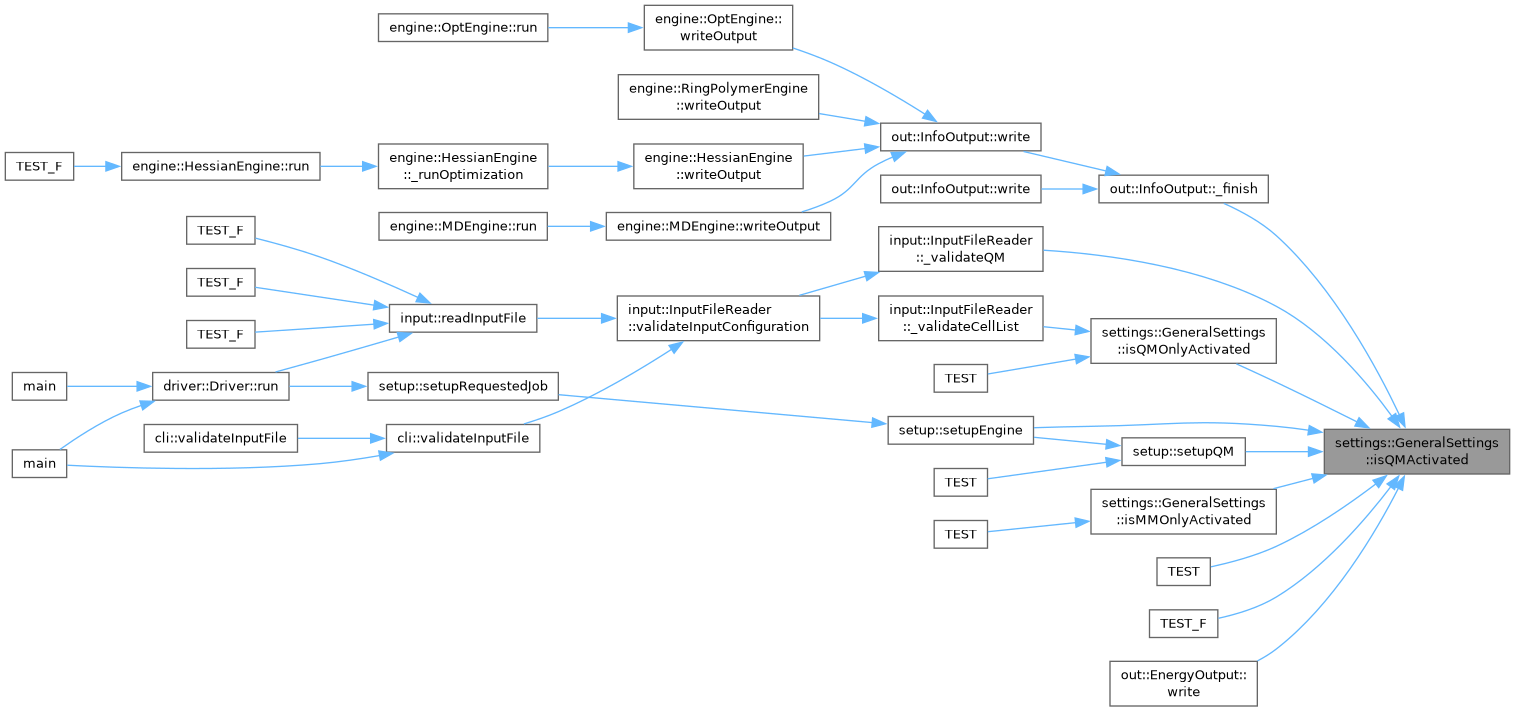 engine::OptEngine::
writeOutput
engine::OptEngine::run
engine::RingPolymerEngine
::writeOutput
out::InfoOutput::write
engine::HessianEngine
::writeOutput
engine::HessianEngine
::_runOptimization
engine::HessianEngine::run
TEST_F
out::InfoOutput::write
out::InfoOutput::_finish
engine::MDEngine::run
engine::MDEngine::writeOutput
TEST_F
input::InputFileReader
::_validateQM
TEST_F
input::readInputFile
input::InputFileReader
::validateInputConfiguration
input::InputFileReader
::_validateCellList
TEST_F
settings::GeneralSettings
::isQMOnlyActivated
TEST
main
driver::Driver::run
setup::setupRequestedJob
cli::validateInputFile
cli::validateInputFile
setup::setupEngine
main
setup::setupQM
settings::GeneralSettings
::isQMActivated
TEST
settings::GeneralSettings
::isMMOnlyActivated
TEST
TEST
TEST_F
out::EnergyOutput::
write